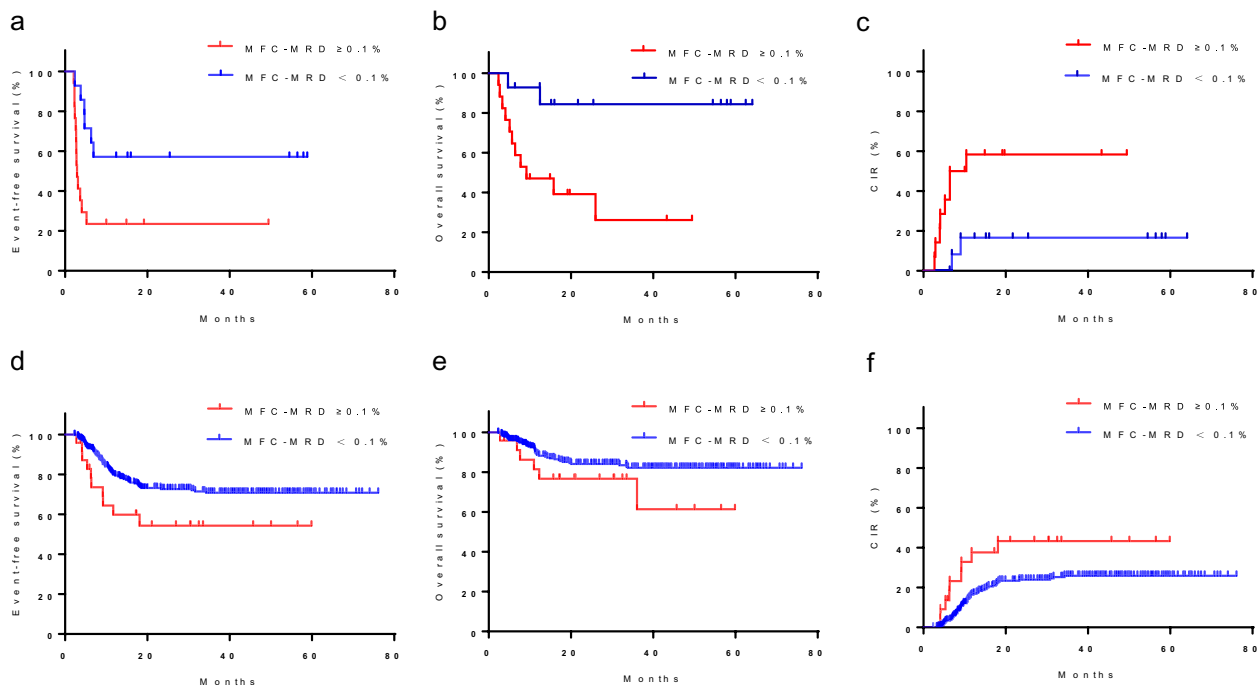 a
MFC-MRD ≥0.1%
MFC-MRD < 0.1%
Event-free survival (%)
100
80
60
40
20
0
0 20 40 60 80
Months
b
MFC-MRD ≥0.1%
MFC-MRD < 0.1%
Overall survival (%)
100
80
60
40
20
0
0 20 40 60 80
Months
c
MFC-MRD ≥0.1%
MFC-MRD < 0.1%
CIR (%)
100
80
60
40
20
0
0 20 40 60 80
Months
d
MFC-MRD ≥0.1%
MFC-MRD < 0.1%
Event-free survival (%)
100
80
60
40
20
0
0 20 40 60 80
Months
e
MFC-MRD ≥0.1%
MFC-MRD < 0.1%
Overall survival (%)
100
80
60
40
20
0
0 20 40 60 80
Months
f
MFC-MRD ≥0.1%
MFC-MRD < 0.1%
CIR (%)
100
80
60
40
20
0
0 20 40 60 80
Months